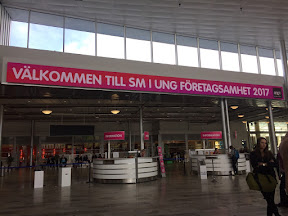 VÄLKOMMEN TILL SM I UNG FÖRETAGSAMHET 2017